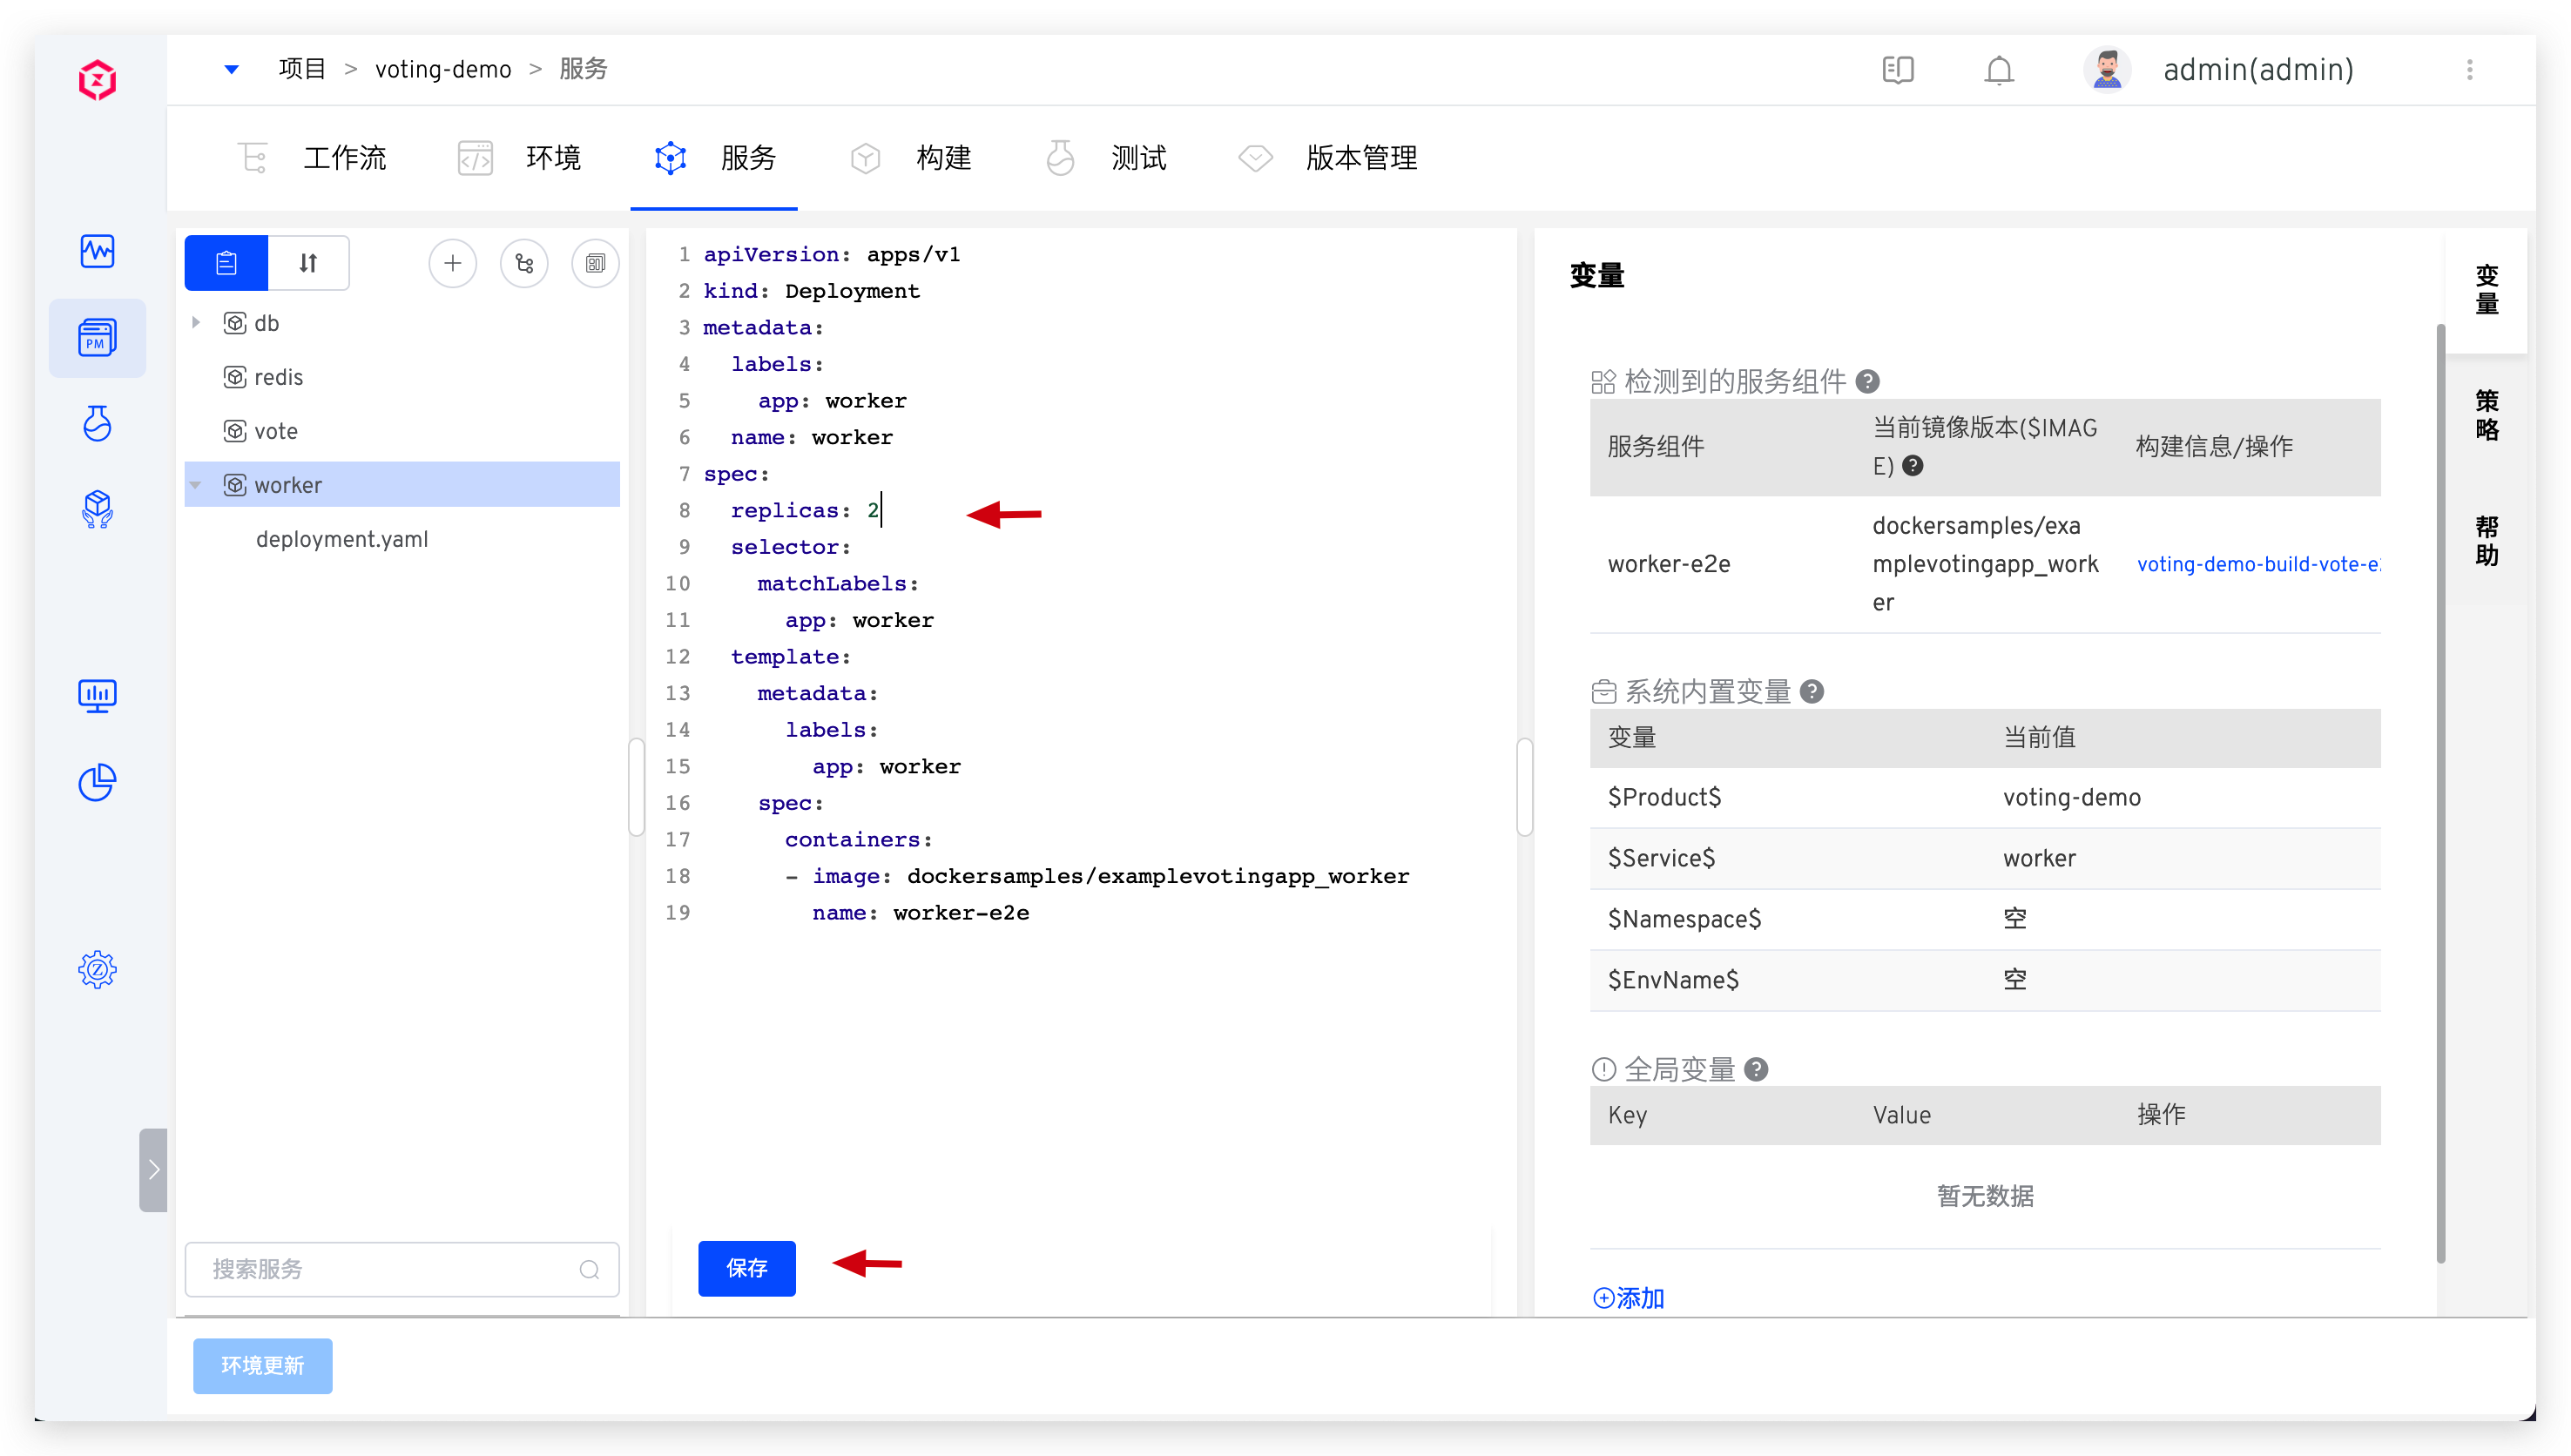 项目 > voting-demo > 服务
admin(admin)
工作流
环境
服务
构建
测试
版本管理
PM
db
redis
vote
worker
deployment.yaml
搜索服务
1 apiVersion: apps/v1
2 kind: Deployment
3 metadata:
4   labels:
5     app: worker
6   name: worker
7 spec:
8   replicas: 2
9   selector:
10     matchLabels:
11       app: worker
12   template:
13     metadata:
14       labels:
15         app: worker
16     spec:
17       containers:
18       - image: dockersamples/examplevotingapp_worker
19         name: worker-e2e
保存
变量
检测到的服务组件
服务组件
当前镜像版本($IMAG
E)
构建信息/操作
worker-e2e
dockersamples/exa
mplevotingapp_work
er
voting-demo-build-vote-e
系统内置变量
变量 当前值
$Product$ voting-demo
$Service$ worker
$Namespace$ 空
$EnvName$ 空
全局变量
Key Value 操作
暂无数据
添加
变量
策略
帮助
环境更新